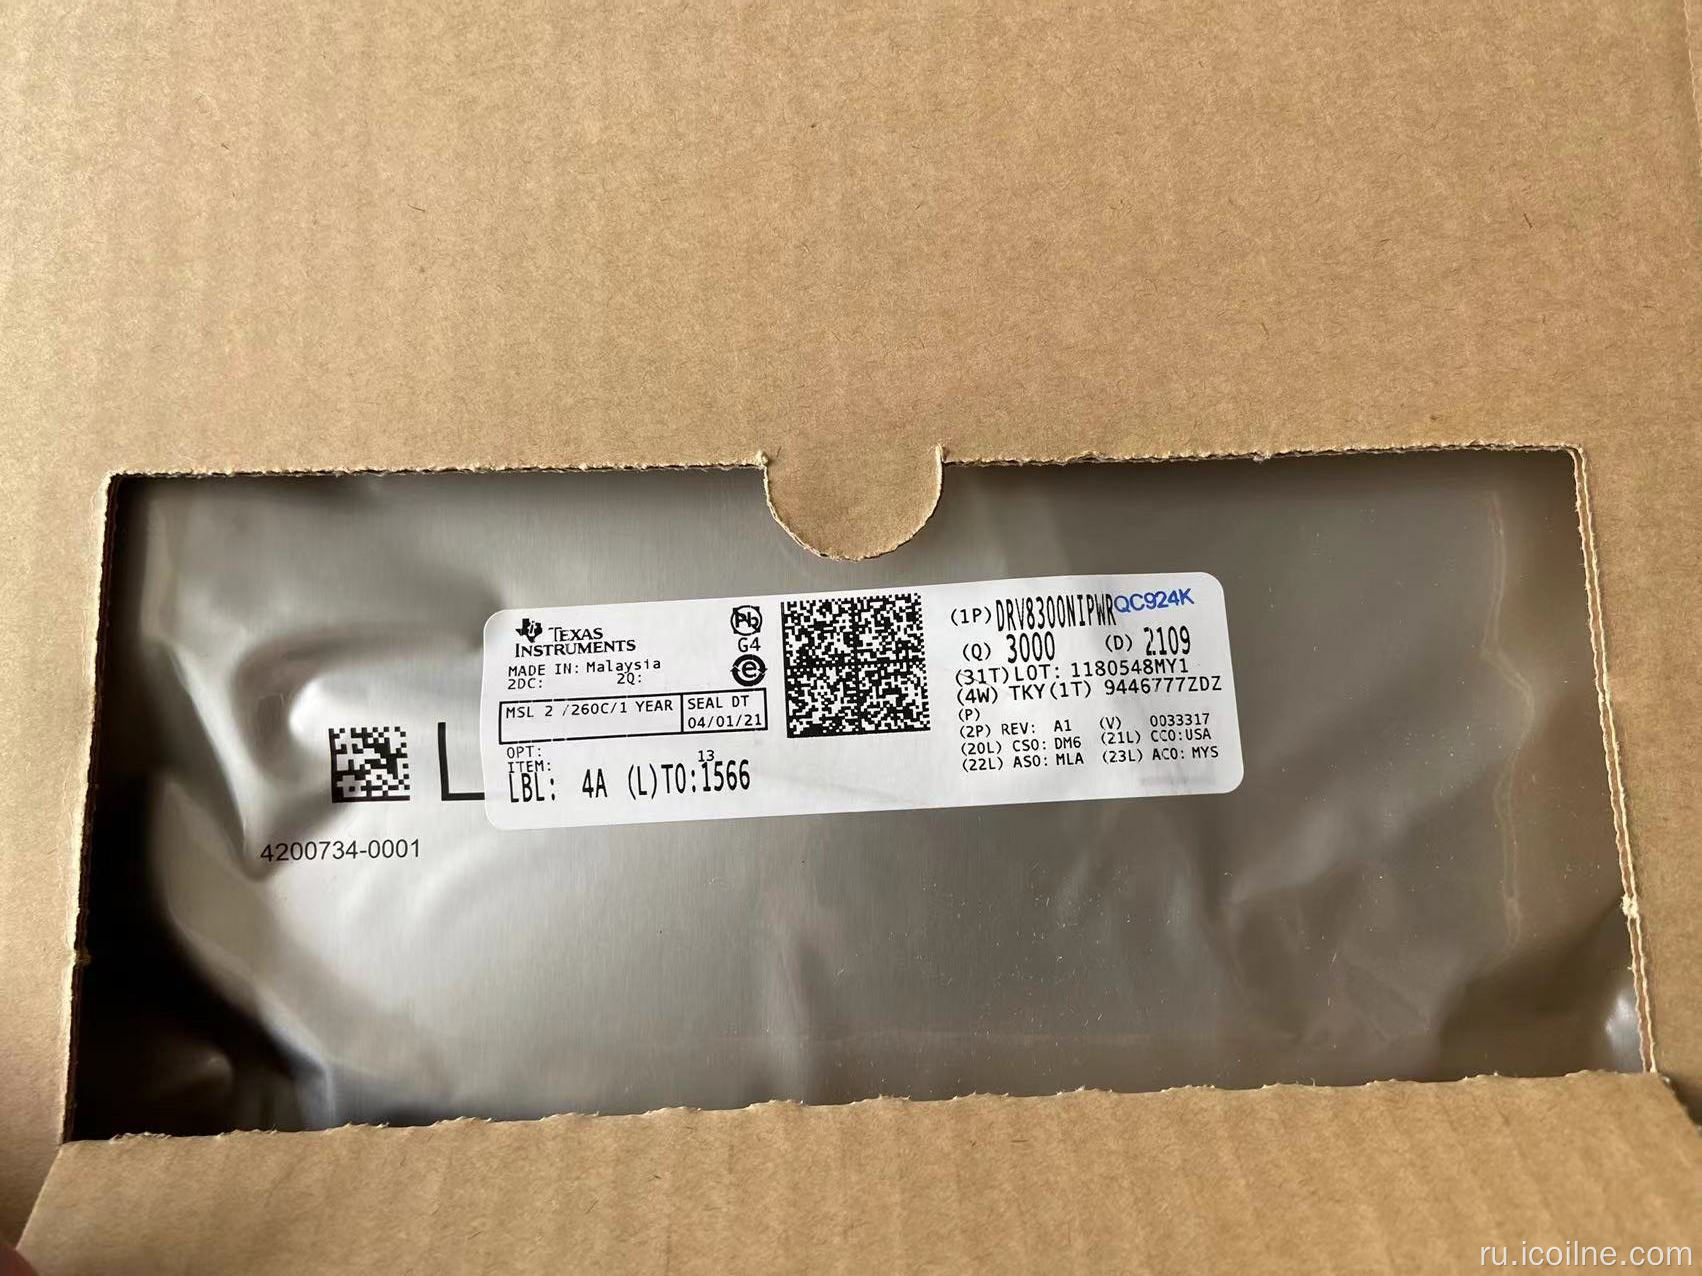 TEXAS
INSTRUMENTS
MADE IN: Malaysia
2DC: 2Q:
Pb
G4
e
MSL 2 /260C/1 YEAR
SEAL DT
04/01/21
OPT:
ITEM: 13
LBL: 4A (L)TO:1566
(1P)DRV8300NIPWR
QC924K
(Q) 3000 (D) 2109
(31T)LOT: 1180548MY1
(4W) TKY(1T) 9446777ZDZ
(P)
(2P) REV: A1 (V) 0033317
(20L) CSO: DM6 (21L) CCO:USA
(22L) ASO: MLA (23L) ACO: MYS
L
4200734-0001
ru.icoilne.com